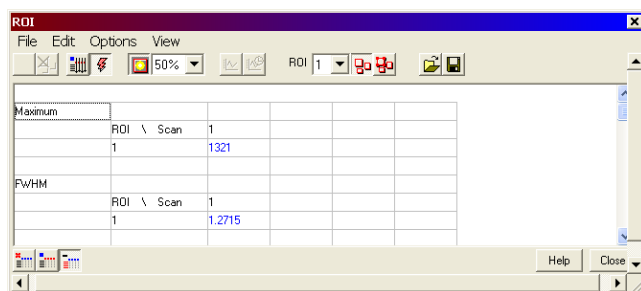 ROI
File Edit Options View
50% ROI 1
Maximum
ROI \ Scan 1
1 1321
FWHM
ROI \ Scan 1
1 1.2715
Help Close